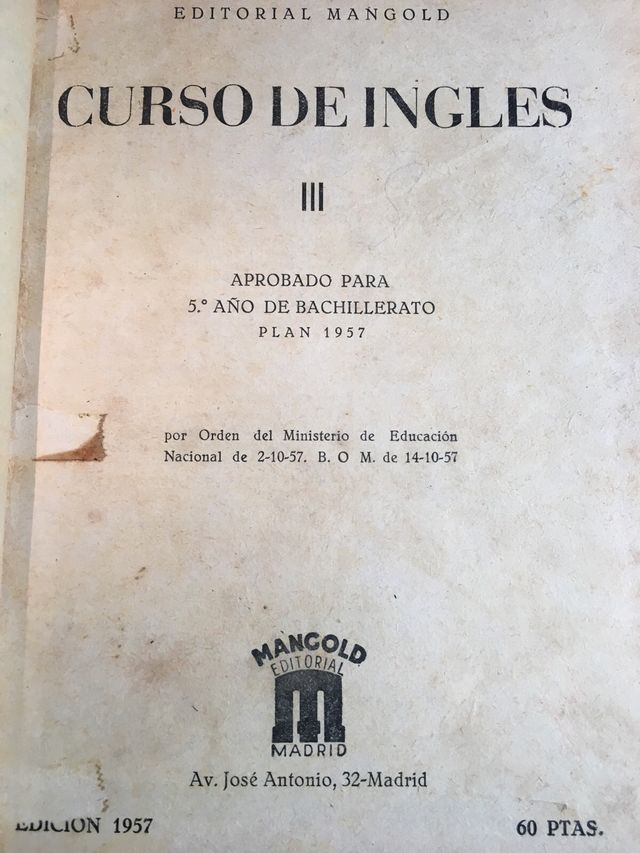 EDITORIAL MANGOLD
CURSO DE INGLES
III
APROBADO PARA
5.º AÑO DE BACHILLERATO
PLAN 1957
por Orden del Ministerio de Educación
Nacional de 2-10-57. B. O M. de 14-10-57
MANGOLD
EDITORIAL
M
MADRID
Av. José Antonio, 32-Madrid
EDICION 1957
60 PTAS.